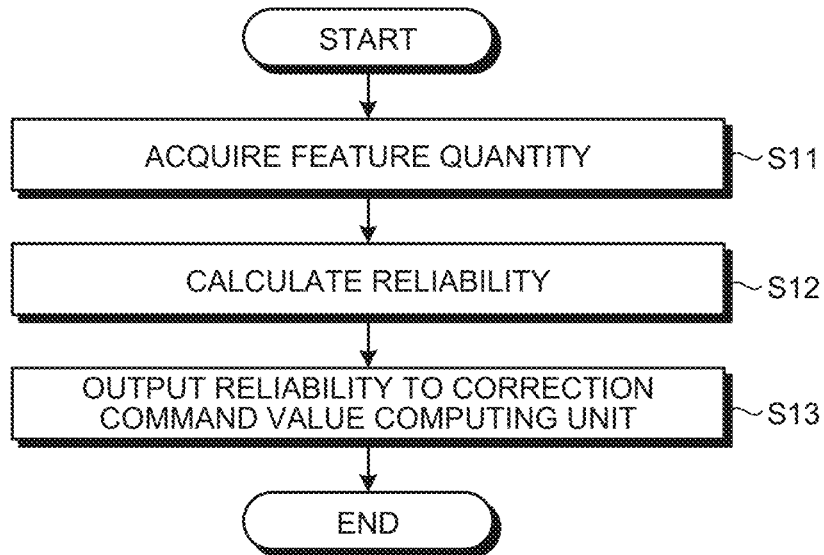 START
ACQUIRE FEATURE QUANTITY
S11
CALCULATE RELIABILITY
S12
OUTPUT RELIABILITY TO CORRECTION
COMMAND VALUE COMPUTING UNIT
S13
END